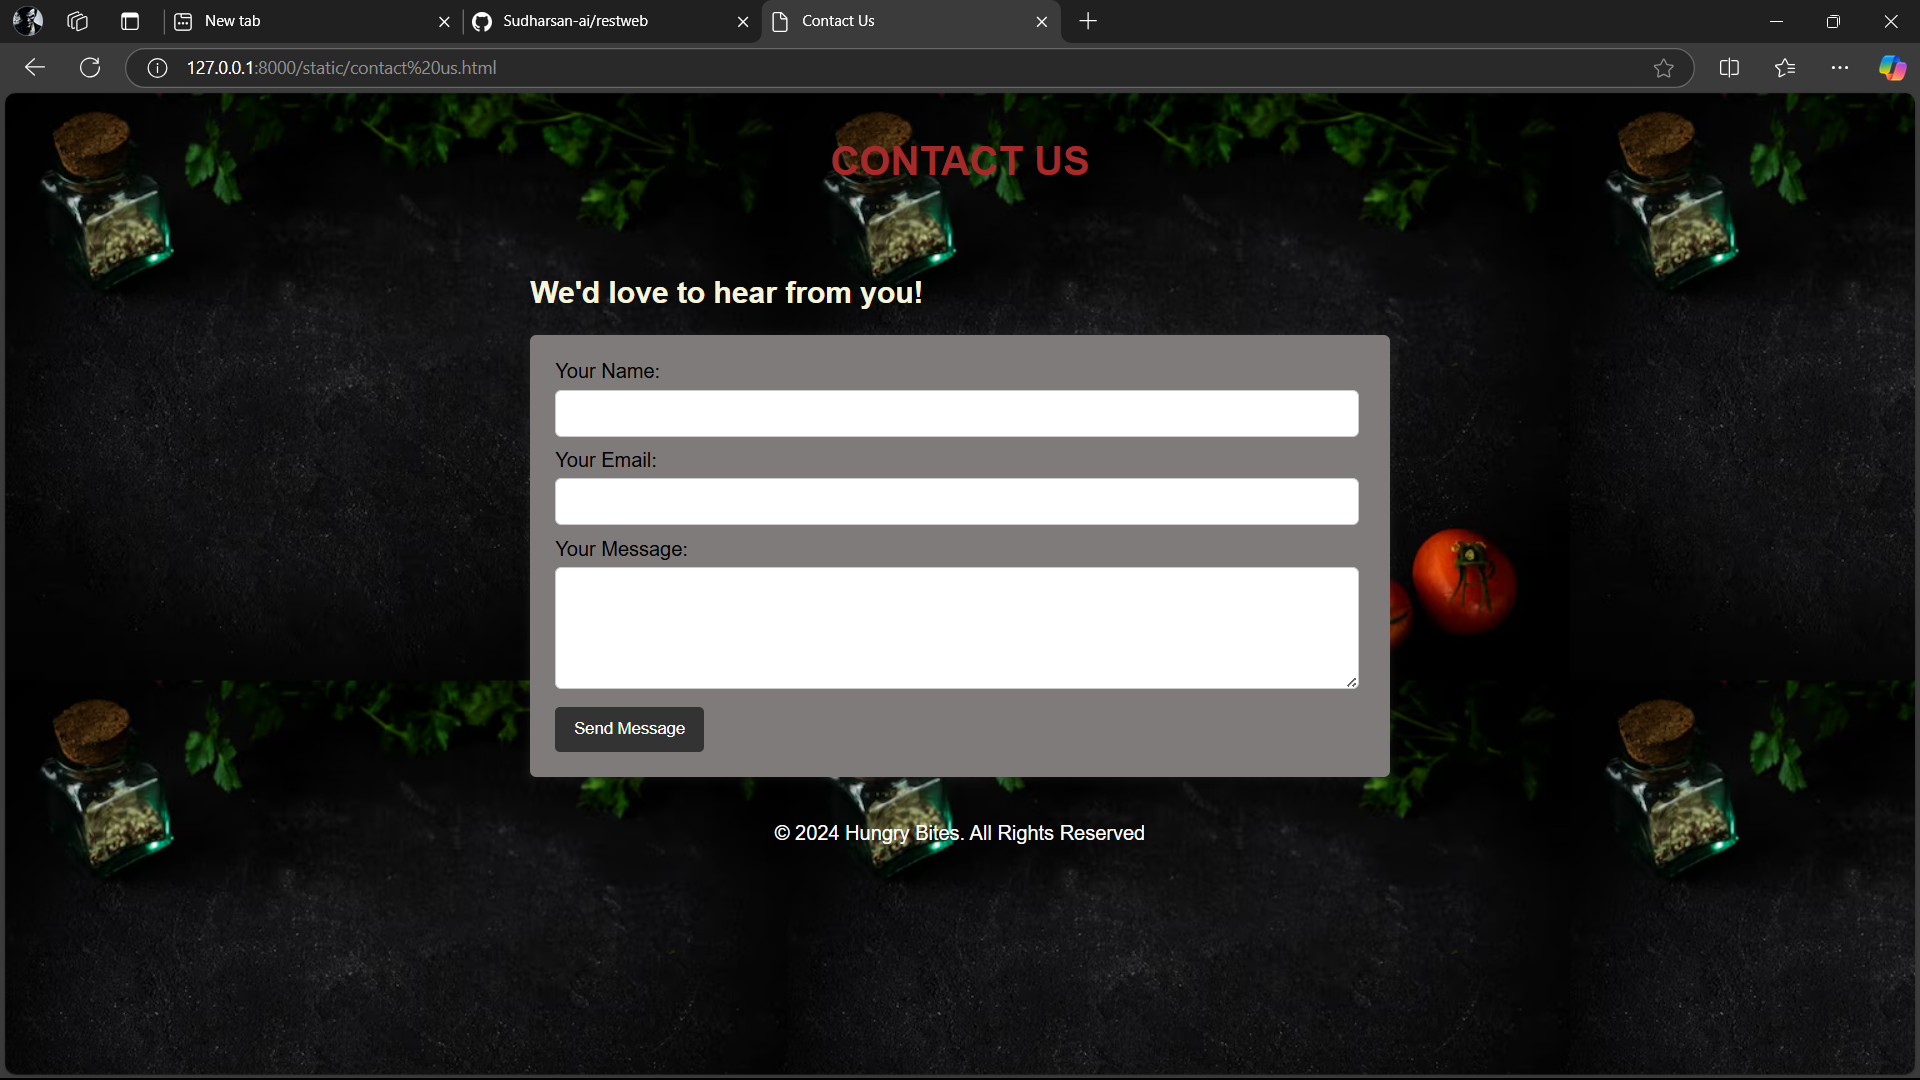 New tab
Sudharsan-ai/restweb
Contact Us
127.0.0.1:8000/static/contact%20us.html
CONTACT US
We'd love to hear from you!
Your Name:
Your Email:
Your Message:
Send Message
© 2024 Hungry Bites. All Rights Reserved